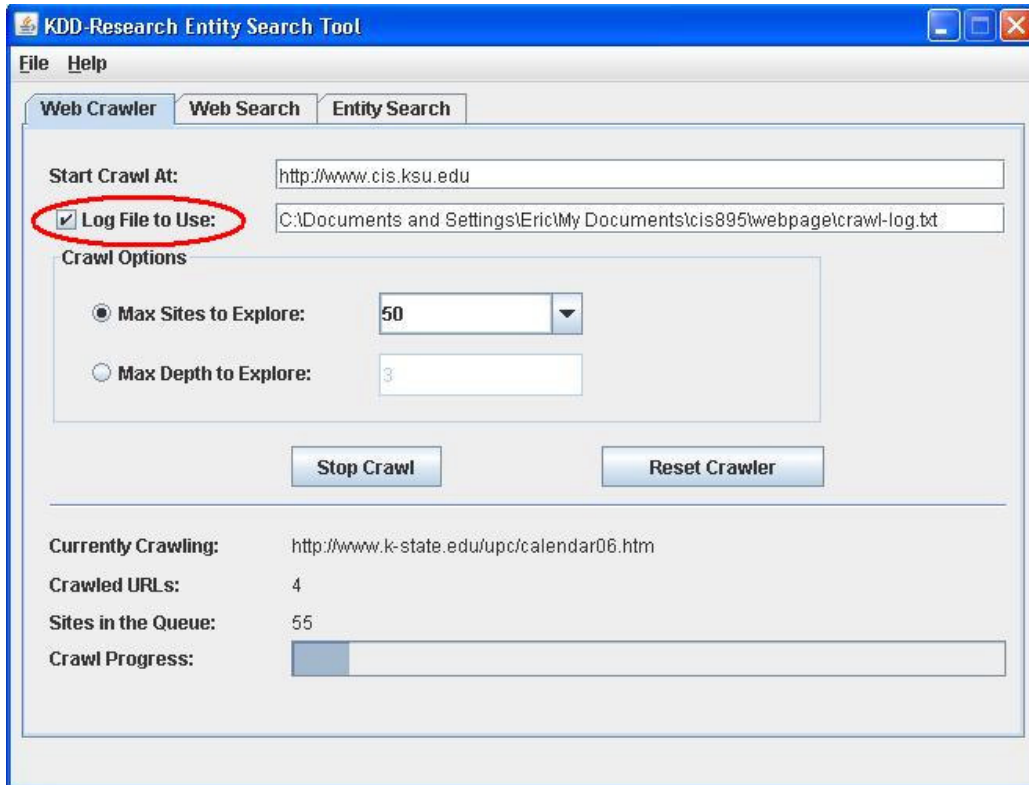 KDD-Research Entity Search Tool
File Help
Web Crawler Web Search Entity Search
Start Crawl At: http://www.cis.ksu.edu
Log File to Use: C:\Documents and Settings\Eric\My Documents\cis895\webpage\crawl-log.txt
Crawl Options
Max Sites to Explore: 50
Max Depth to Explore: 3
Stop Crawl Reset Crawler
Currently Crawling: http://www.k-state.edu/upc/calendar06.htm
Crawled URLs: 4
Sites in the Queue: 55
Crawl Progress: